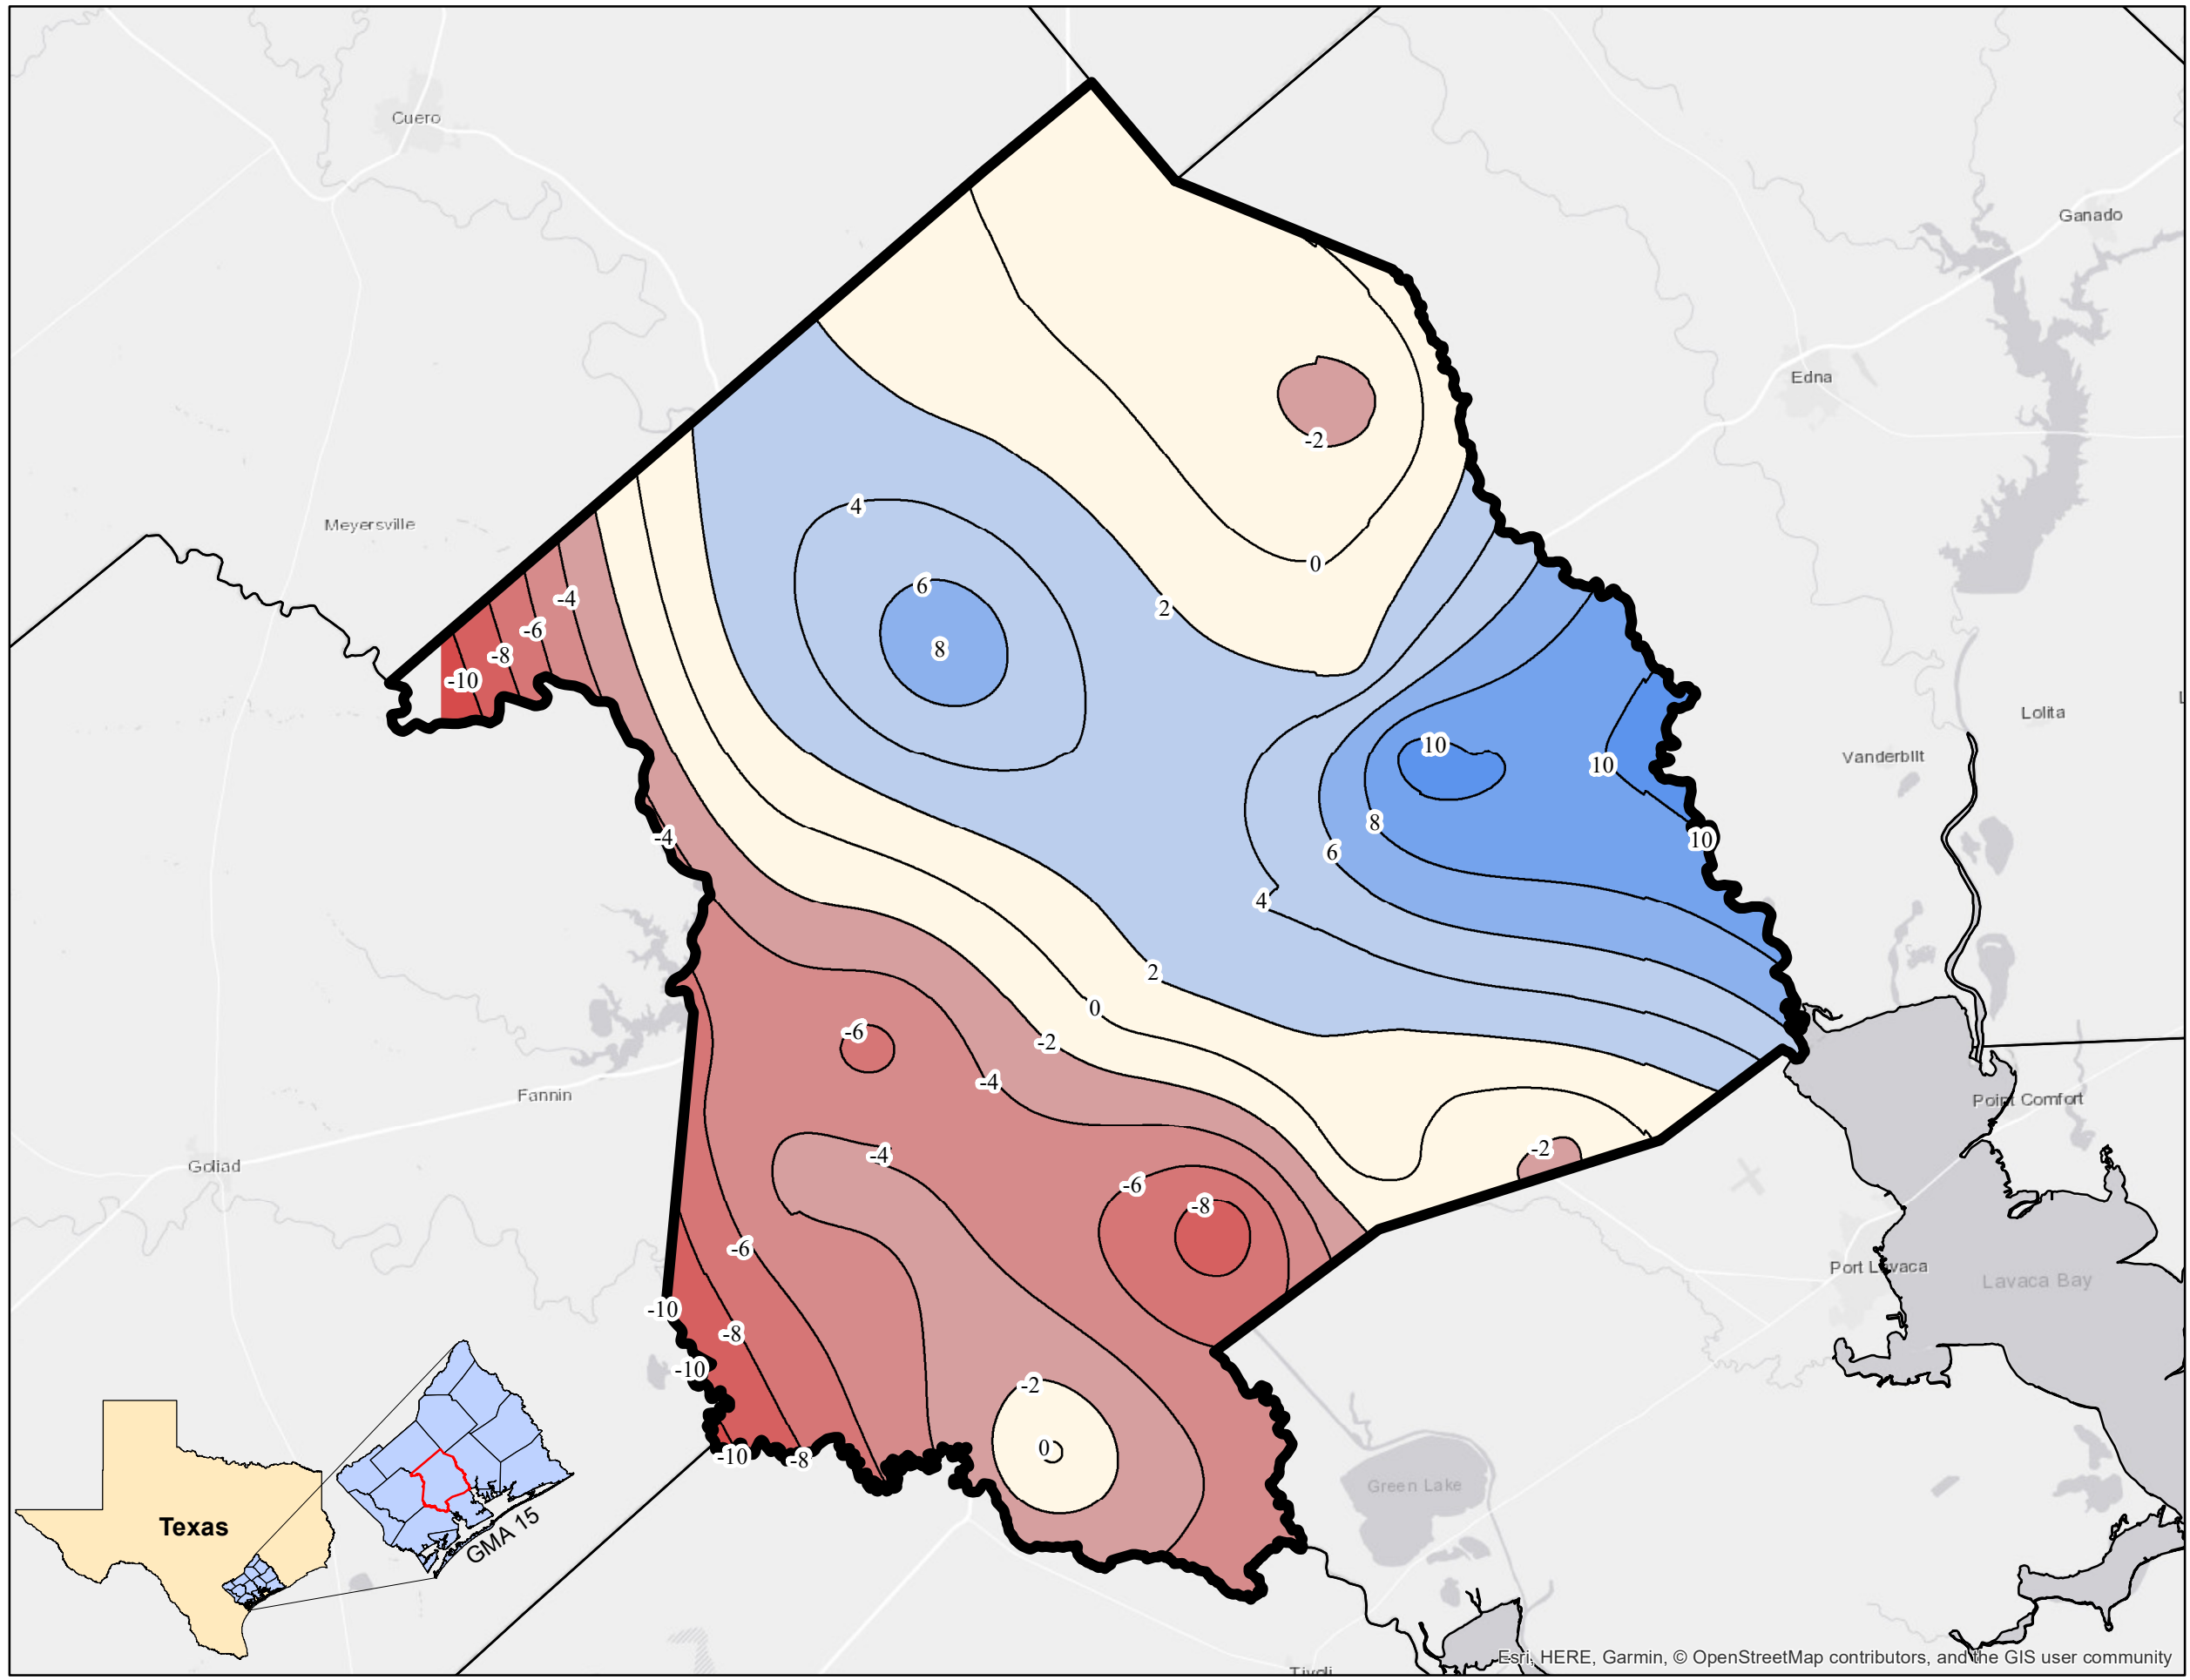 Cuero
Ganado
Edna
-2
4
Meyersville
0
6
-4
2
-6
8
-8
-10
Lolita
10
Vanderbilt
10
8
-4
10
6
4
2
0
-6
-2
-4
Fannin
Point Comfort
-2
-4
Goliad
-6
-8
-6
Port Lavaca
Lavaca Bay
-10
-8
-10
-2
0
-10
-8
Green Lake
Texas
GMA 15
Tivoli
Esri, HERE, Garmin, © OpenStreetMap contributors, and the GIS user community